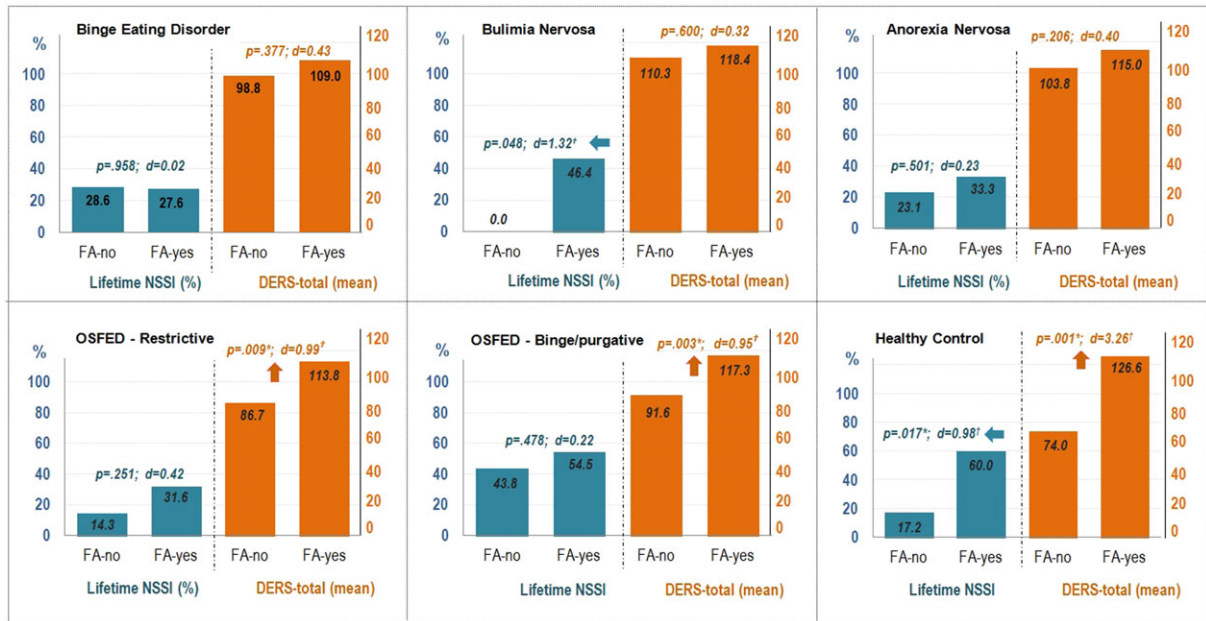 Binge Eating Disorder
%
p=.377; d=0.43
120
100
80
60
40
20
0
100
80
60
40
20
0
p=.958; d=0.02
28.6
27.6
98.8
109.0
FA-no
FA-yes
FA-no
FA-yes
Lifetime NSSI (%)
DERS-total (mean)
Bulimia Nervosa
%
p=.600; d=0.32
120
100
80
60
40
20
0
100
80
60
40
20
0
p=.048; d=1.32†
0.0
46.4
110.3
118.4
FA-no
FA-yes
FA-no
FA-yes
Lifetime NSSI (%)
DERS-total (mean)
Anorexia Nervosa
%
p=.206; d=0.40
120
100
80
60
40
20
0
100
80
60
40
20
0
p=.501; d=0.23
23.1
33.3
103.8
115.0
FA-no
FA-yes
FA-no
FA-yes
Lifetime NSSI (%)
DERS-total (mean)
OSFED - Restrictive
%
p=.009*; d=0.99†
120
100
80
60
40
20
0
100
80
60
40
20
0
p=.251; d=0.42
14.3
31.6
86.7
113.8
FA-no
FA-yes
FA-no
FA-yes
Lifetime NSSI (%)
DERS-total (mean)
OSFED - Binge/purgative
%
p=.003*; d=0.95†
120
100
80
60
40
20
0
100
80
60
40
20
0
p=.478; d=0.22
43.8
54.5
91.6
117.3
FA-no
FA-yes
FA-no
FA-yes
Lifetime NSSI
DERS-total (mean)
Healthy Control
%
p=.001*; d=3.26†
120
100
80
60
40
20
0
100
80
60
40
20
0
p=.017*; d=0.98†
17.2
60.0
74.0
126.6
FA-no
FA-yes
FA-no
FA-yes
Lifetime NSSI
DERS-total (mean)